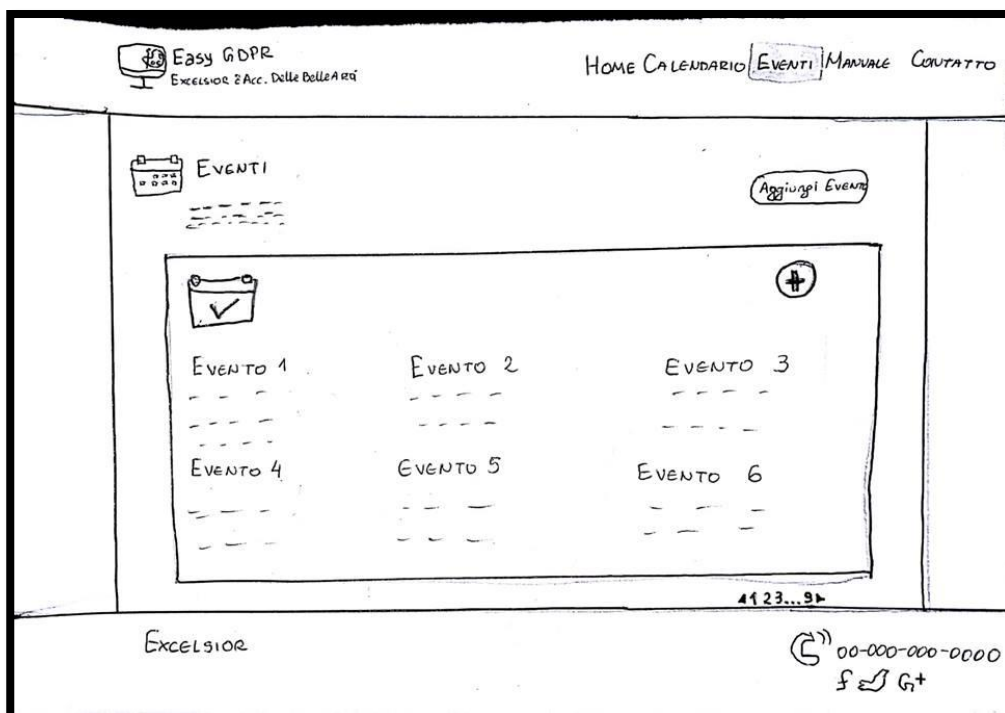 Easy GDPR
EXCELSIOR & Acc. Delle Belle Arti
HOME CALENDARIO EVENTI MANUALE CONTATTO
EVENTI
Aggiungi Evento
EVENTO 1 EVENTO 2 EVENTO 3
EVENTO 4 EVENTO 5 EVENTO 6
1 2 3 ... 9
EXCELSIOR
00-000-000-0000
f G+